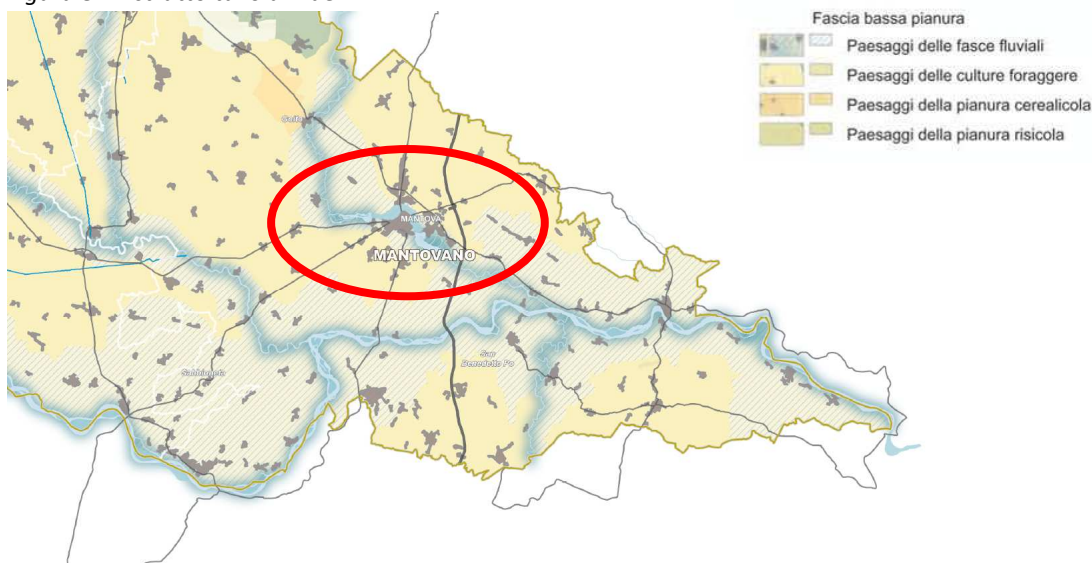 Fascia bassa pianura
Paesaggi delle fasce fluviali
Paesaggi delle culture foraggere
Paesaggi della pianura cerealicola
Paesaggi della pianura risicola
MANTOVA
MANTOVANO
San
Benedetto Po
Sabbioneta